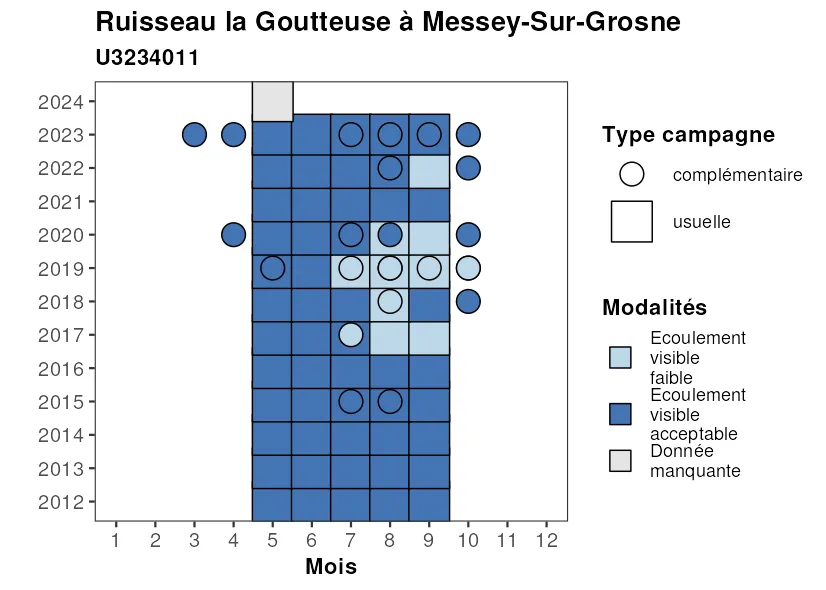 Ruisseau la Goutteuse à Messey-Sur-Grosne
U3234011
2024
2023
2022
2021
2020
2019
2018
2017
2016
2015
2014
2013
2012
1 2 3 4 5 6 7 8 9 10 11 12
Mois
Type campagne
complémentaire
usuelle
Modalités
Ecoulement
visible
faible
Ecoulement
visible
acceptable
Donnée
manquante